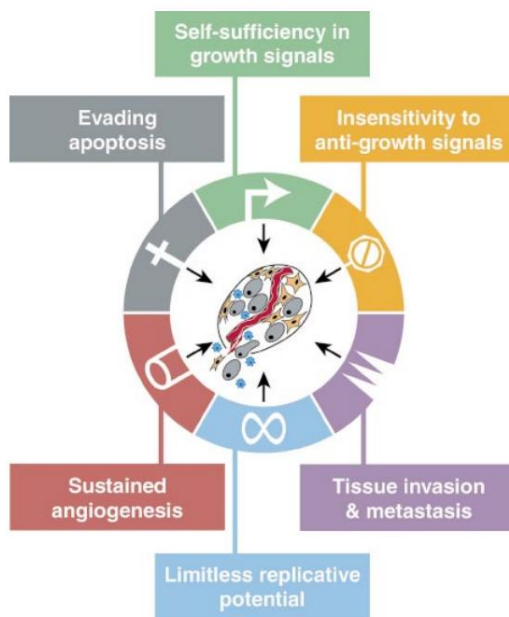 Self-sufficiency in
growth signals
Evading
apoptosis
Insensitivity to
anti-growth signals
Sustained
angiogenesis
Tissue invasion
& metastasis
Limitless replicative
potential